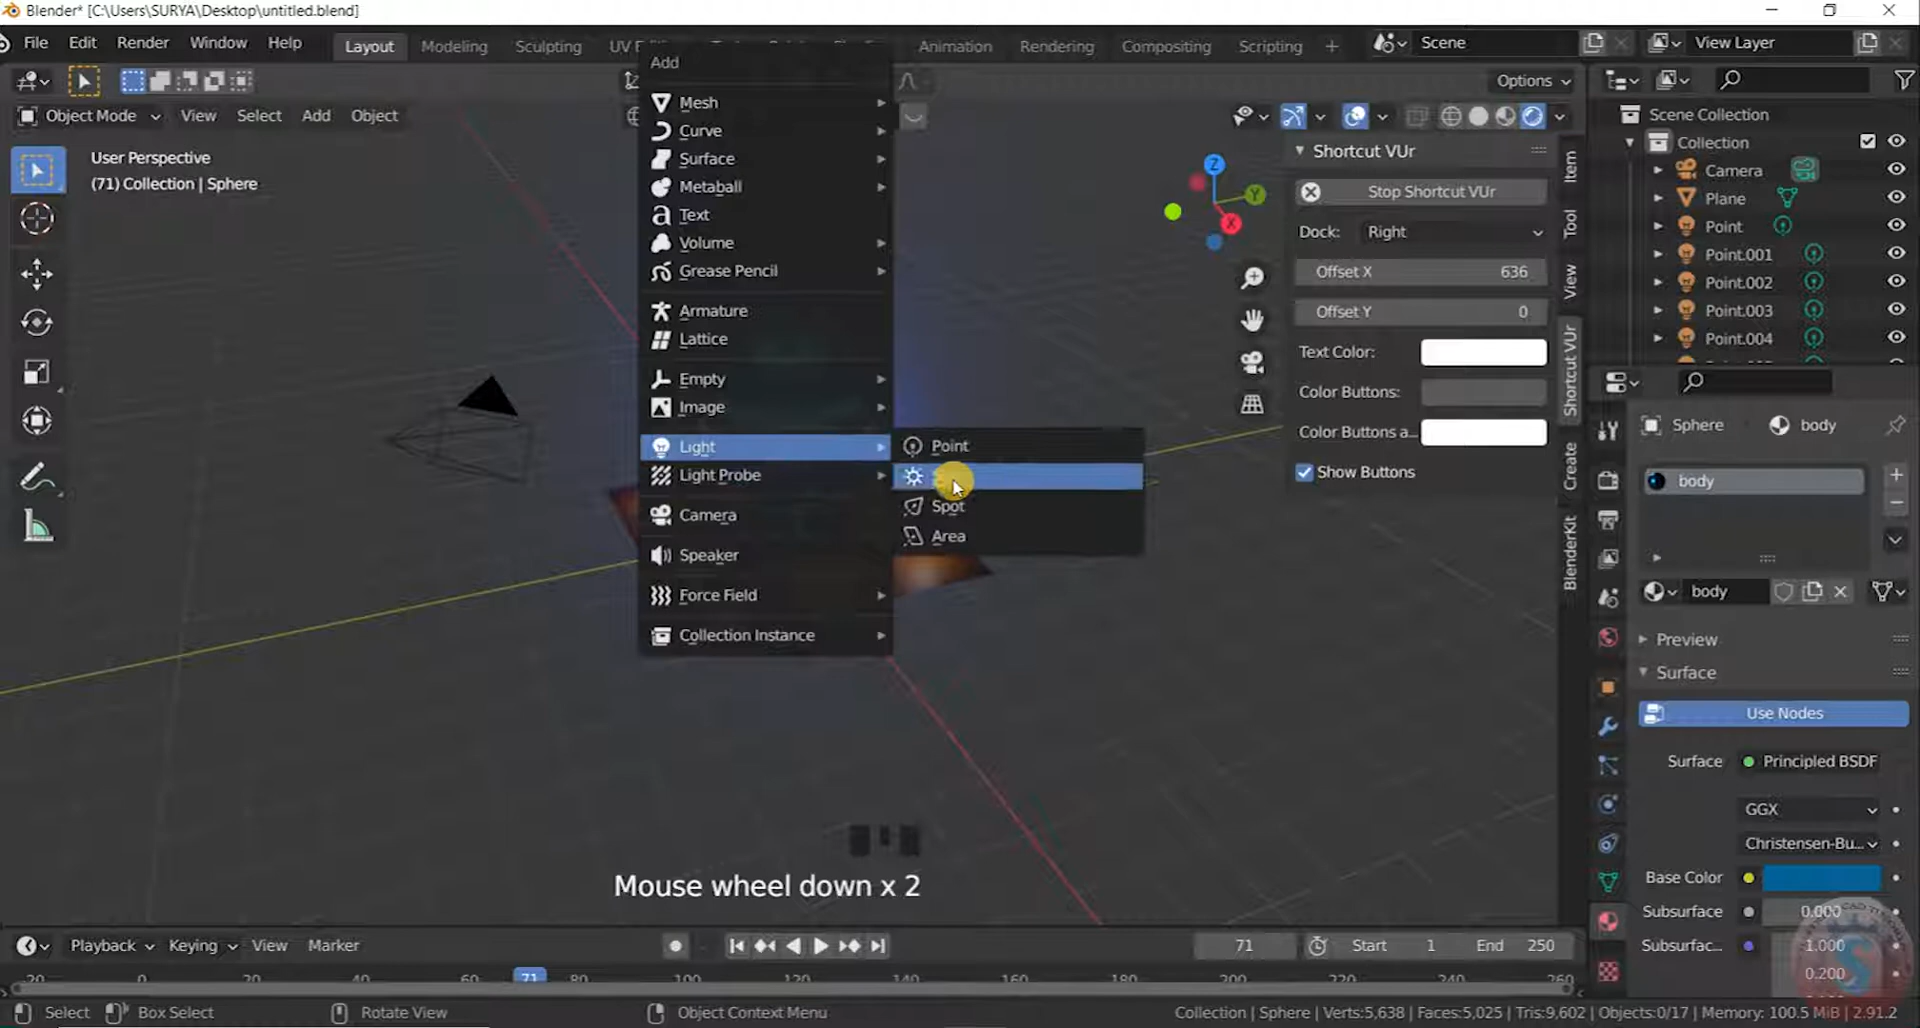 Blender* [C:\Users\SURYA\Desktop\untitled.blend]
File Edit Render Window Help Layout Modeling Sculpting Animation Rendering Compositing Scripting + Scene View Layer
Options
Object Mode View Select Add Object
User Perspective
(71) Collection | Sphere
Add
Mesh
Curve
Surface
Metaball
Text
Volume
Grease Pencil
Armature
Lattice
Empty
Image
Light
Light Probe
Camera
Speaker
Force Field
Collection Instance
Point
Spot
Area
Z
Y
X
Shortcut VUr
Stop Shortcut VUr
Dock: Right
Offset X 636
Offset Y 0
Text Color:
Color Buttons:
Color Buttons a...
Show Buttons
Item
Tool
View
Shortcut VUr
Create
BlenderKit
Scene Collection
Collection
Camera
Plane
Point
Point.001
Point.002
Point.003
Point.004
Sphere body
body
body
Preview
Surface
Use Nodes
Surface Principled BSDF
GGX
Christensen-Bu...
Base Color
Subsurface 0.000
Subsurfac... 1.000
0.200
Mouse wheel down x 2
Playback Keying View Marker 71 Start 1 End 250
-20 0 20 40 60 71 80 100 120 140 160 180 200 220 240 260
Select Box Select Rotate View Object Context Menu Collection | Sphere | Verts:5,638 | Faces:5,025 | Tris:9,602 | Objects:0/17 | Memory: 100.5 MiB | 2.91.2